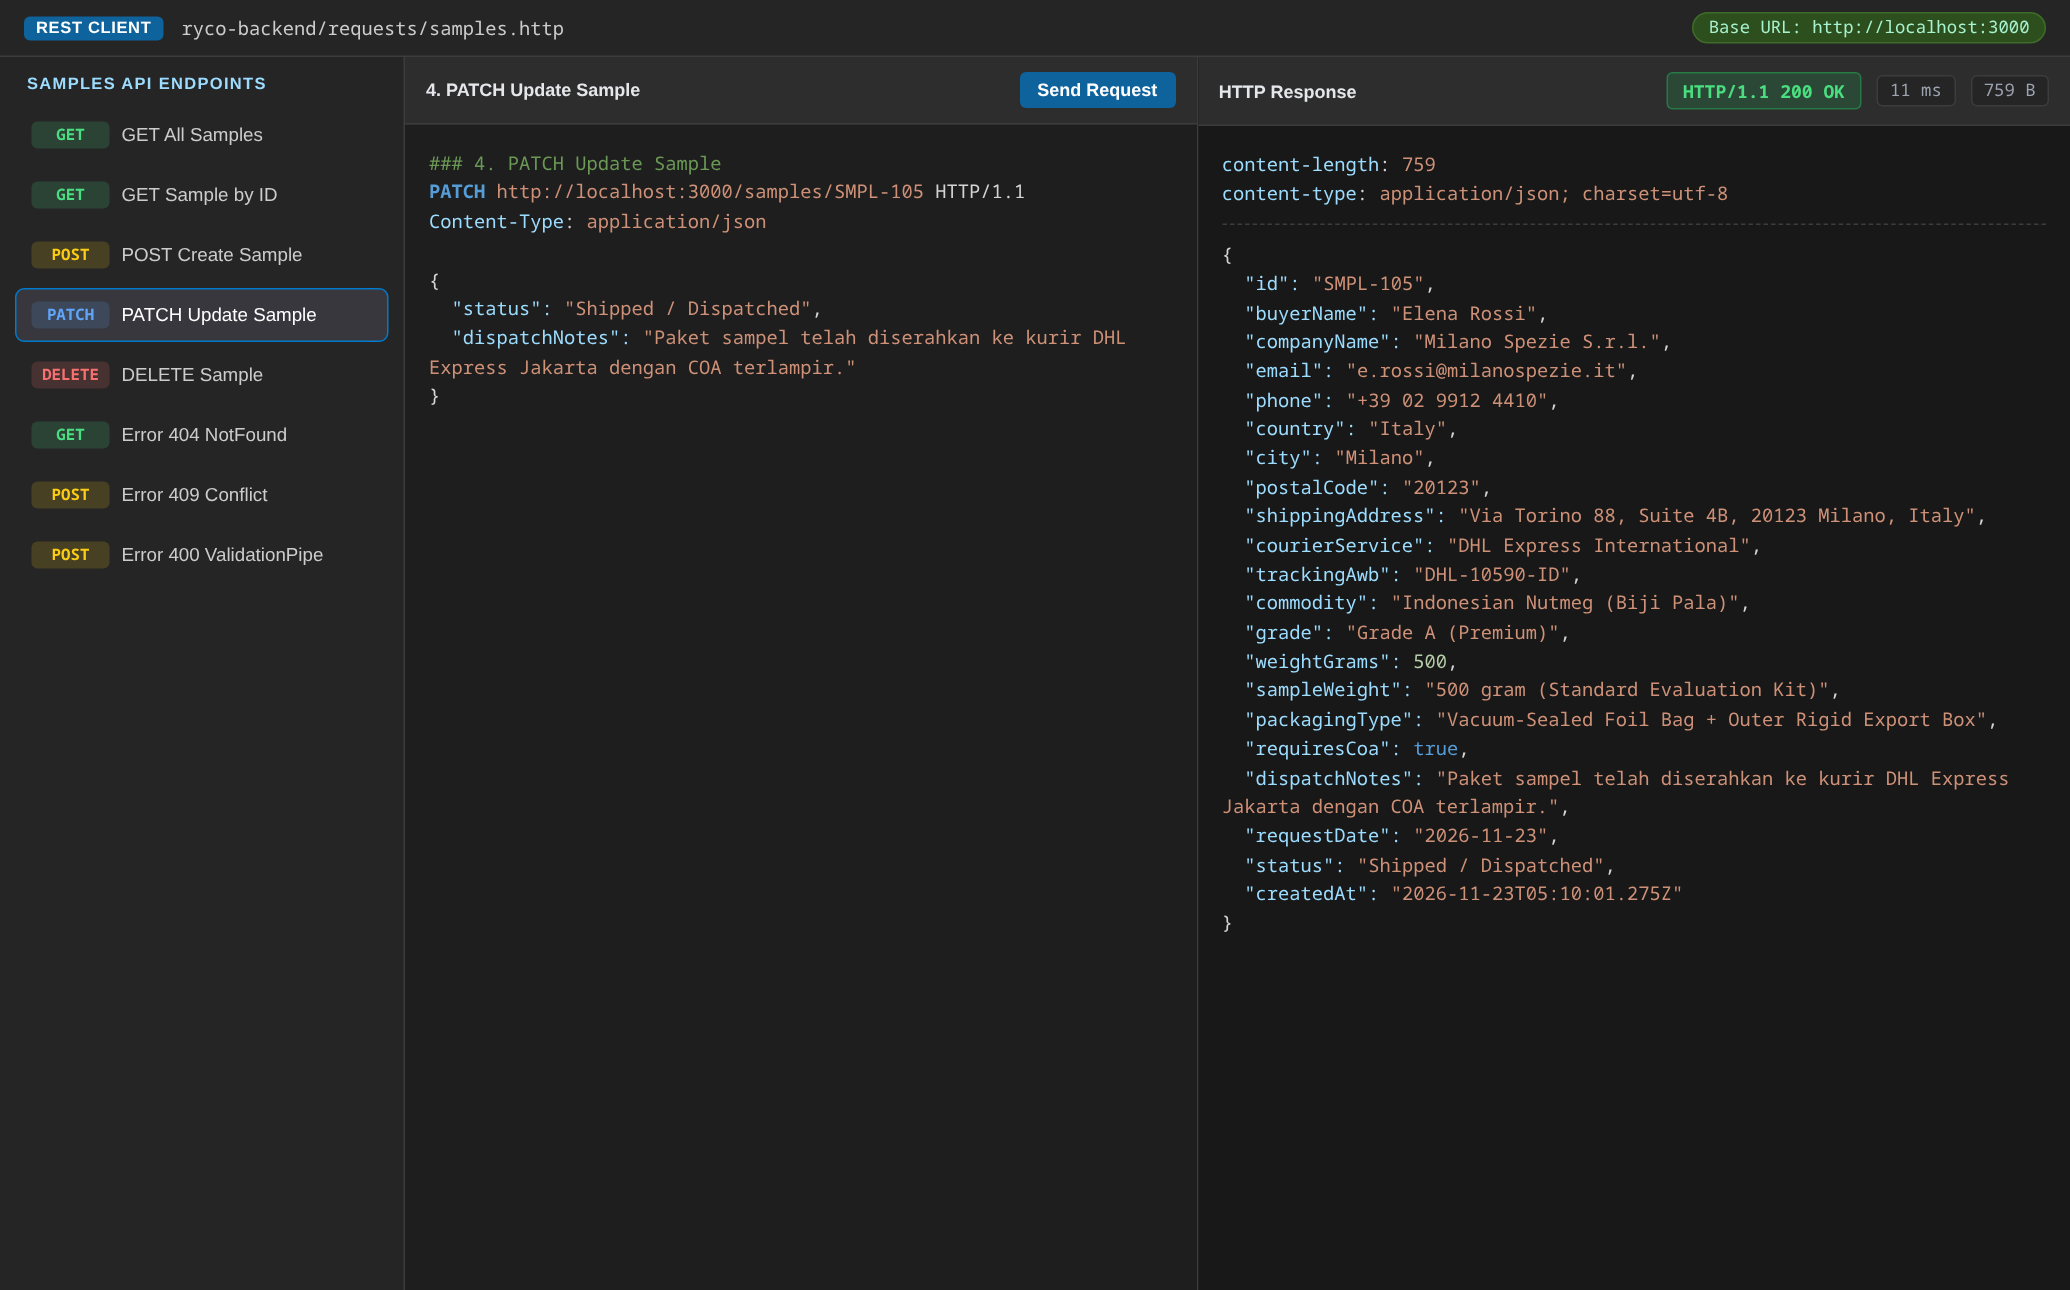 REST CLIENT ryco-backend/requests/samples.http
Base URL: http://localhost:3000
SAMPLES API ENDPOINTS
GET GET All Samples
GET GET Sample by ID
POST POST Create Sample
PATCH PATCH Update Sample
DELETE DELETE Sample
GET Error 404 NotFound
POST Error 409 Conflict
POST Error 400 ValidationPipe
4. PATCH Update Sample
Send Request
### 4. PATCH Update Sample
PATCH http://localhost:3000/samples/SMPL-105 HTTP/1.1
Content-Type: application/json
{
  "status": "Shipped / Dispatched",
  "dispatchNotes": "Paket sampel telah diserahkan ke kurir DHL
Express Jakarta dengan COA terlampir."
}
HTTP Response
HTTP/1.1 200 OK
11 ms
759 B
content-length: 759
content-type: application/json; charset=utf-8
{
  "id": "SMPL-105",
  "buyerName": "Elena Rossi",
  "companyName": "Milano Spezie S.r.l.",
  "email": "e.rossi@milanospezie.it",
  "phone": "+39 02 9912 4410",
  "country": "Italy",
  "city": "Milano",
  "postalCode": "20123",
  "shippingAddress": "Via Torino 88, Suite 4B, 20123 Milano, Italy",
  "courierService": "DHL Express International",
  "trackingAwb": "DHL-10590-ID",
  "commodity": "Indonesian Nutmeg (Biji Pala)",
  "grade": "Grade A (Premium)",
  "weightGrams": 500,
  "sampleWeight": "500 gram (Standard Evaluation Kit)",
  "packagingType": "Vacuum-Sealed Foil Bag + Outer Rigid Export Box",
  "requiresCoa": true,
  "dispatchNotes": "Paket sampel telah diserahkan ke kurir DHL Express
Jakarta dengan COA terlampir.",
  "requestDate": "2026-11-23",
  "status": "Shipped / Dispatched",
  "createdAt": "2026-11-23T05:10:01.275Z"
}